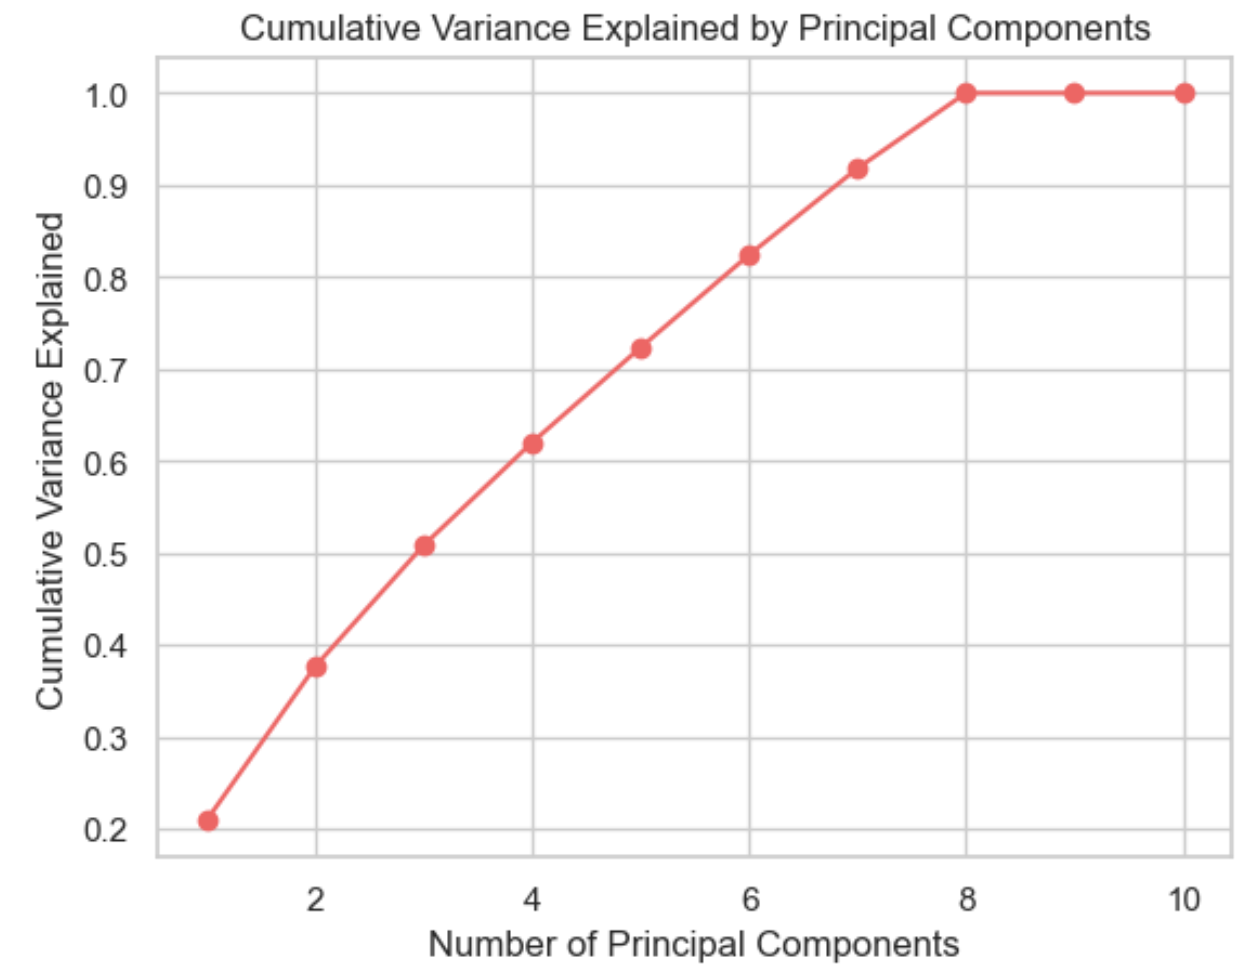 Cumulative Variance Explained by Principal Components
1.0
0.9
0.8
0.7
0.6
0.5
0.4
0.3
0.2
Cumulative Variance Explained
2 4 6 8 10
Number of Principal Components